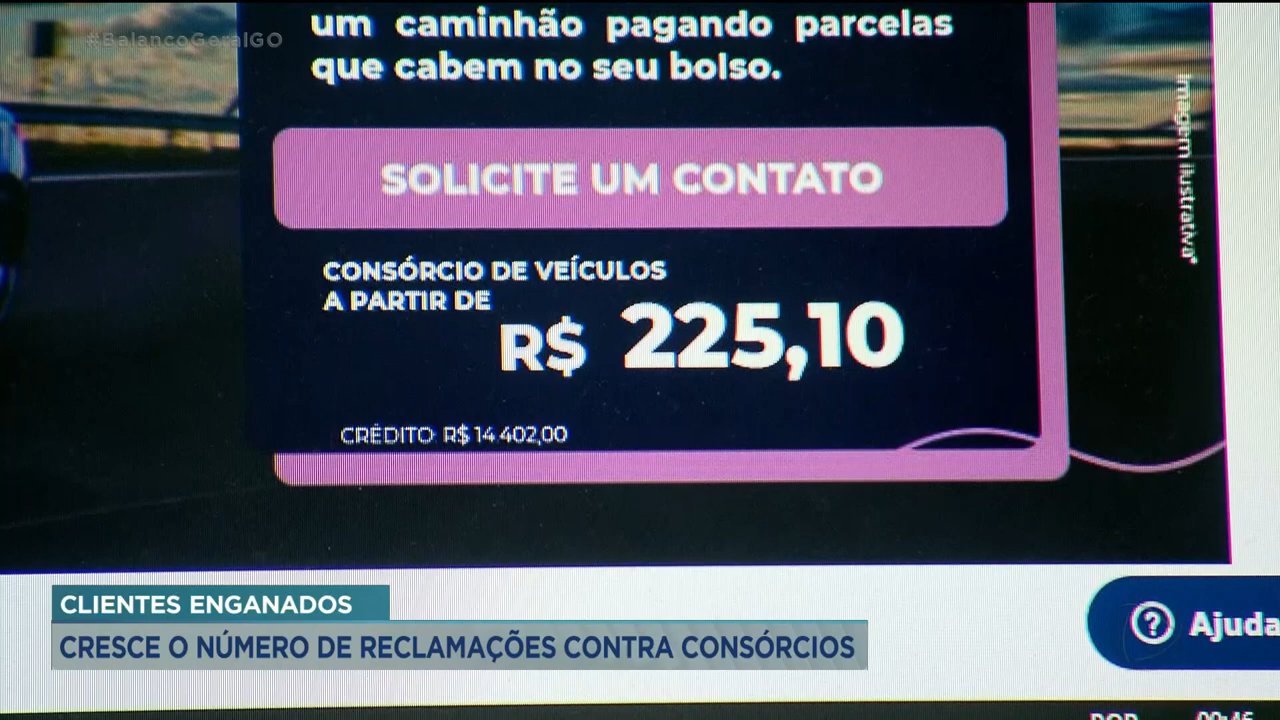 #BalancoGeralGO
um caminhão pagando parcelas
que cabem no seu bolso.
SOLICITE UM CONTATO
CONSÓRCIO DE VEÍCULOS
A PARTIR DE
R$ 225,10
CRÉDITO: R$ 14.402,00
Imagem ilustrativa*
CLIENTES ENGANADOS
CRESCE O NÚMERO DE RECLAMAÇÕES CONTRA CONSÓRCIOS
Ajuda